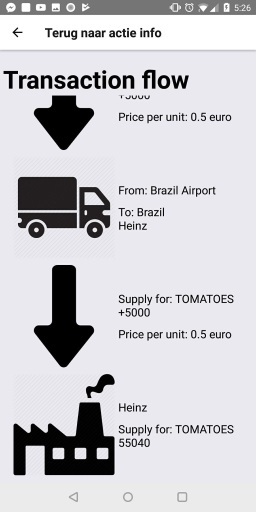 5:26
Terug naar actie info
Transaction flow
+5000
Price per unit: 0.5 euro
From: Brazil Airport
To: Brazil
Heinz
Supply for: TOMATOES
+5000
Price per unit: 0.5 euro
Heinz
Supply for: TOMATOES
55040